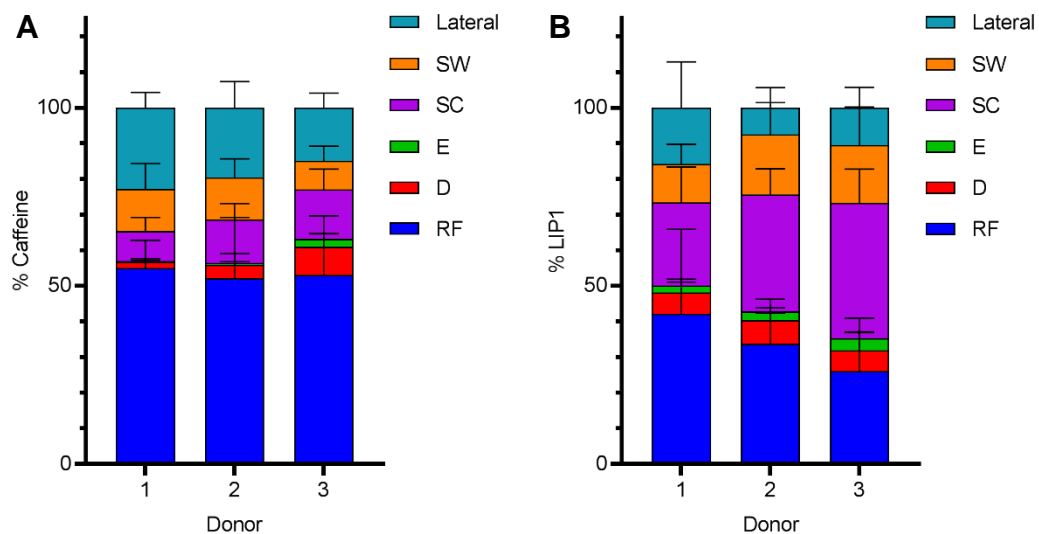 A
% Caffeine
100
50
0
1 2 3
Donor
Lateral
SW
SC
E
D
RF
B
% LIP1
100
50
0
1 2 3
Donor
Lateral
SW
SC
E
D
RF